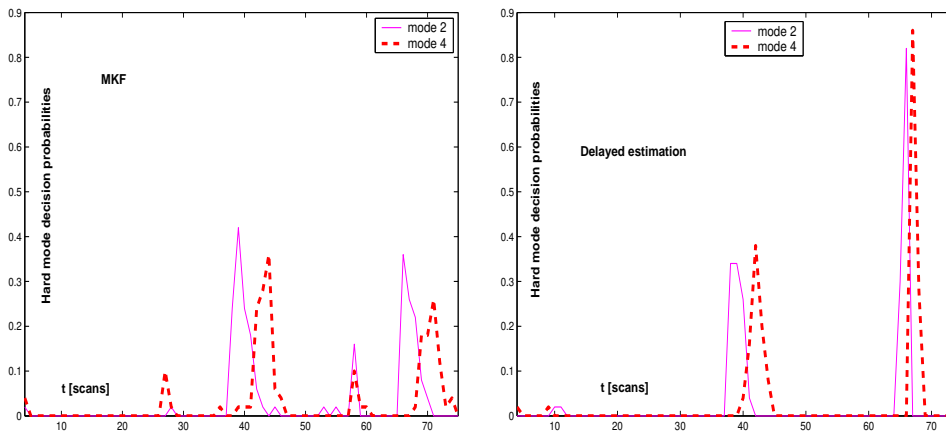 0.9
0.8
0.7
0.6
0.5
0.4
0.3
0.2
0.1
0
10 20 30 40 50 60 70
Hard mode decision probabilities
MKF
t [scans]
mode 2
mode 4
0.9
0.8
0.7
0.6
0.5
0.4
0.3
0.2
0.1
0
10 20 30 40 50 60 70
Hard mode decision probabilities
Delayed estimation
t [scans]
mode 2
mode 4